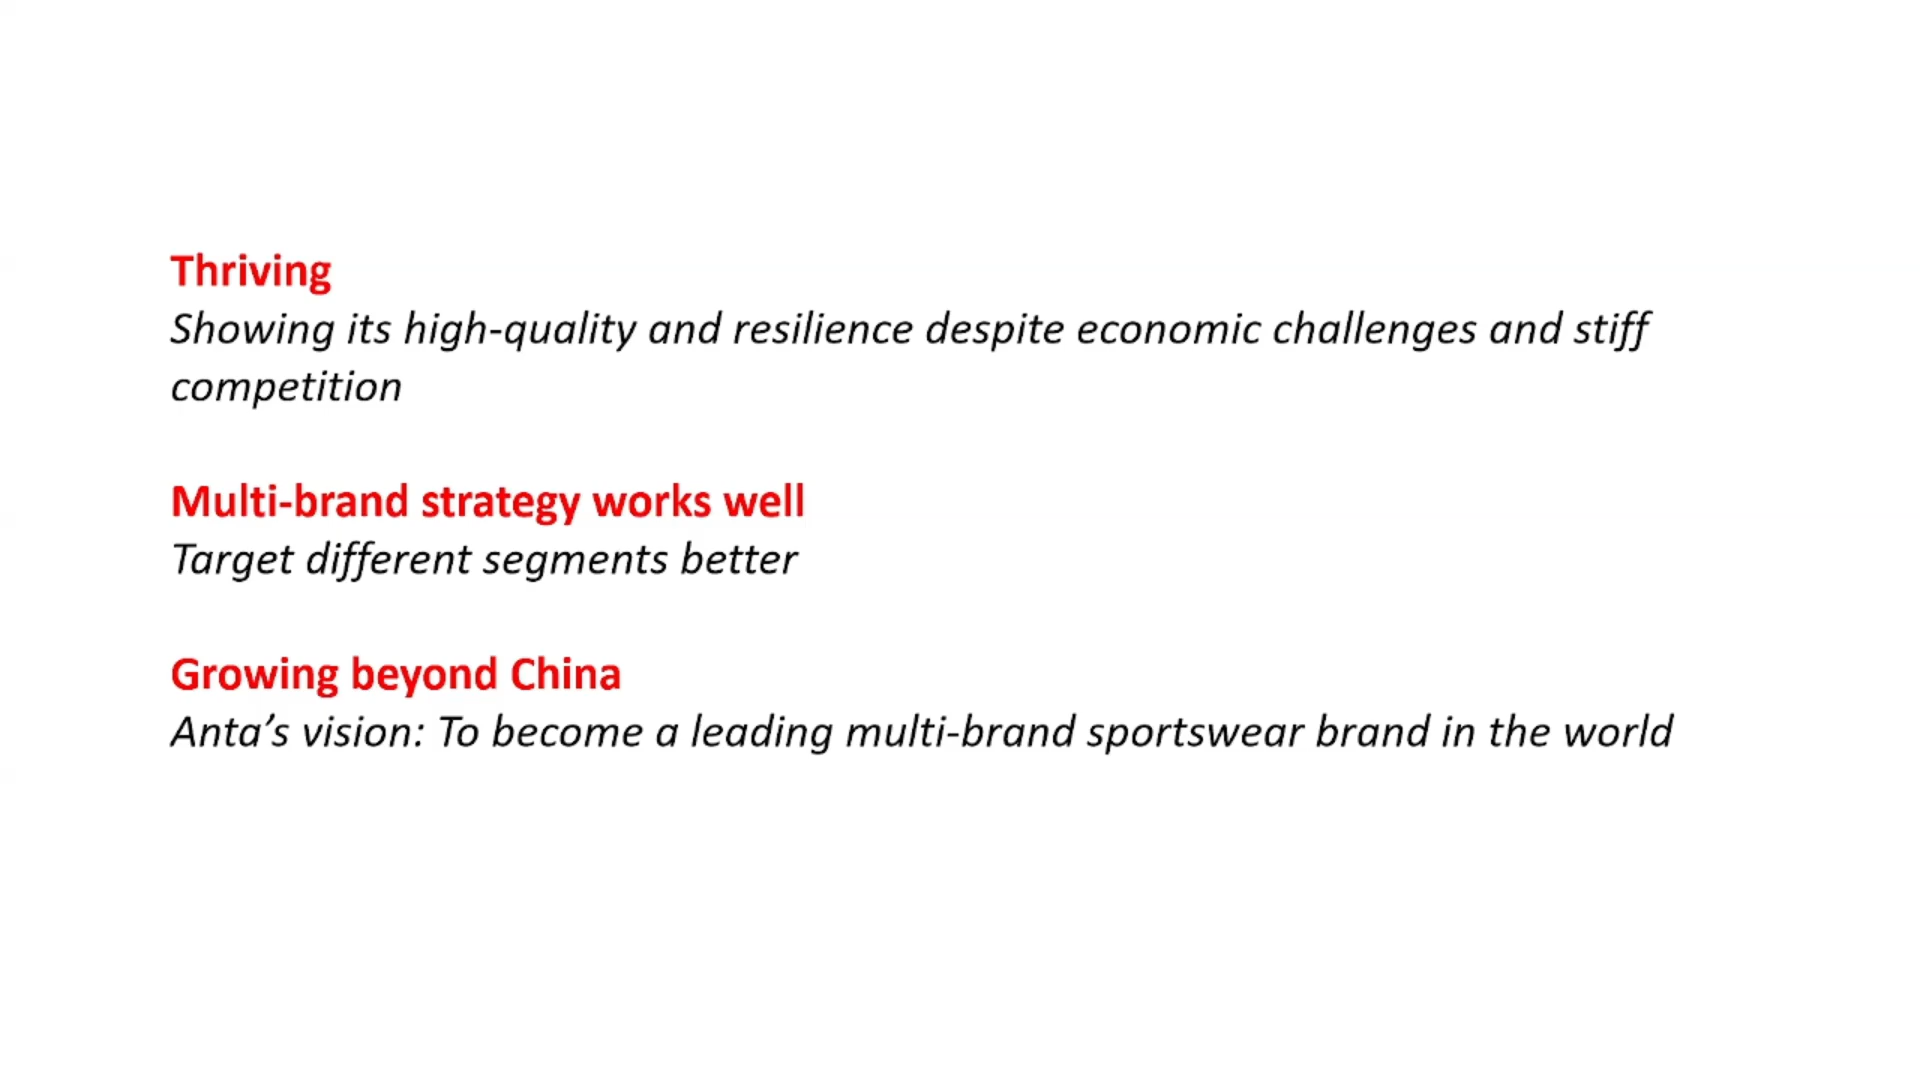 Thriving
Showing its high-quality and resilience despite economic challenges and stiff
competition
Multi-brand strategy works well
Target different segments better
Growing beyond China
Anta’s vision: To become a leading multi-brand sportswear brand in the world